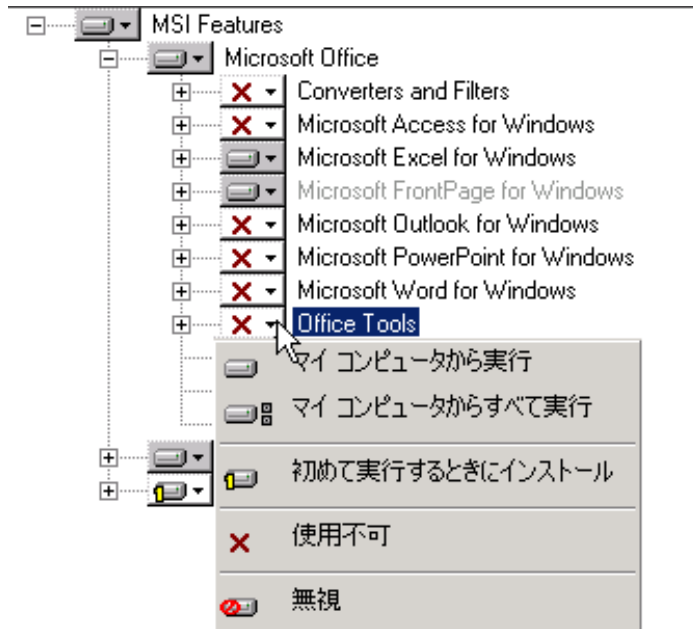 MSI Features
Microsoft Office
Converters and Filters
Microsoft Access for Windows
Microsoft Excel for Windows
Microsoft FrontPage for Windows
Microsoft Outlook for Windows
Microsoft PowerPoint for Windows
Microsoft Word for Windows
Office Tools
マイ コンピュータから実行
マイ コンピュータからすべて実行
初めて実行するときにインストール
使用不可
無視